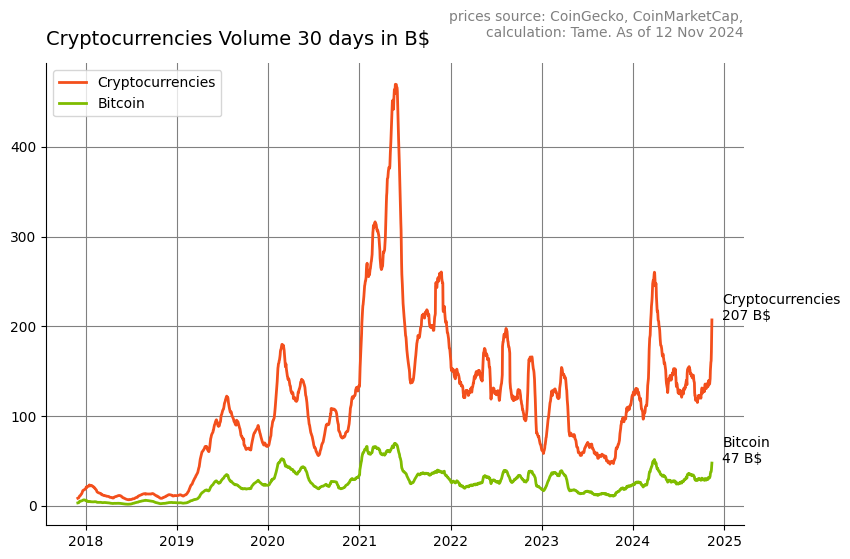 prices source: CoinGecko, CoinMarketCap,
calculation: Tame. As of 12 Nov 2024
Cryptocurrencies Volume 30 days in B$
Cryptocurrencies
Bitcoin
400
300
200
100
0
Cryptocurrencies
207 B$
Bitcoin
47 B$
2018 2019 2020 2021 2022 2023 2024 2025